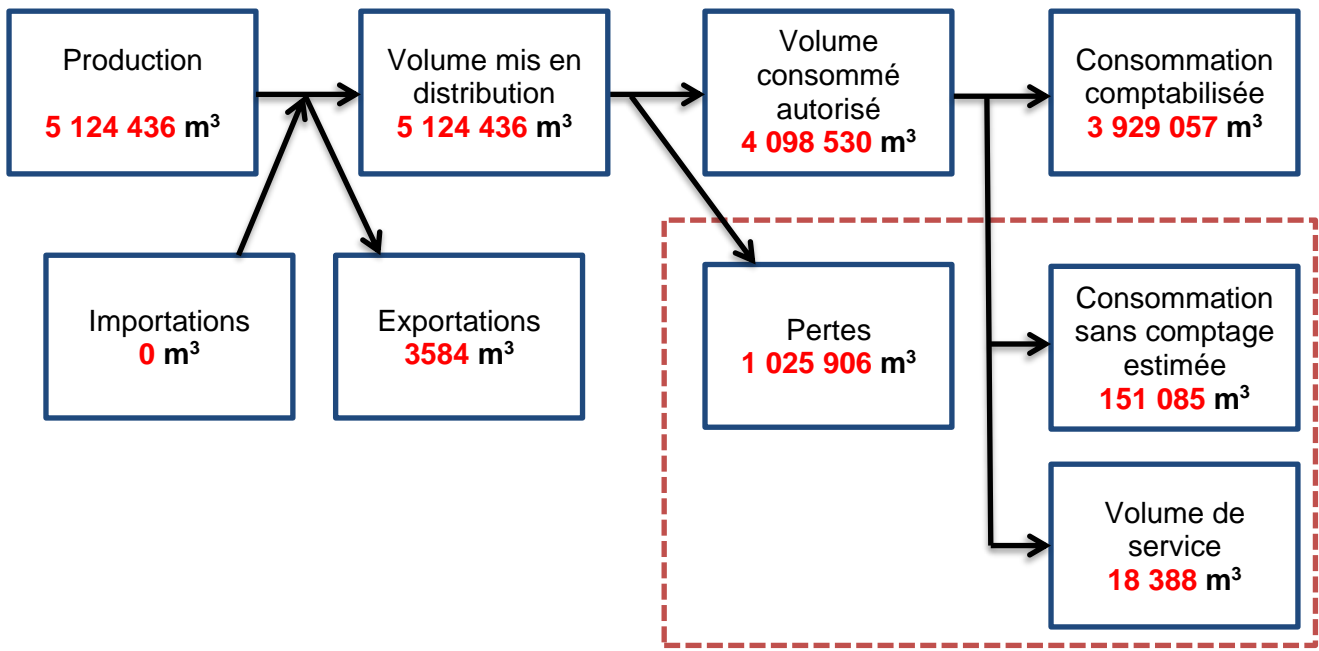 Production
5 124 436 m³
Volume mis en
distribution
5 124 436 m³
Volume
consommé
autorisé
4 098 530 m³
Consommation
comptabilisée
3 929 057 m³
Importations
0 m³
Exportations
3584 m³
Pertes
1 025 906 m³
Consommation
sans comptage
estimée
151 085 m³
Volume de
service
18 388 m³